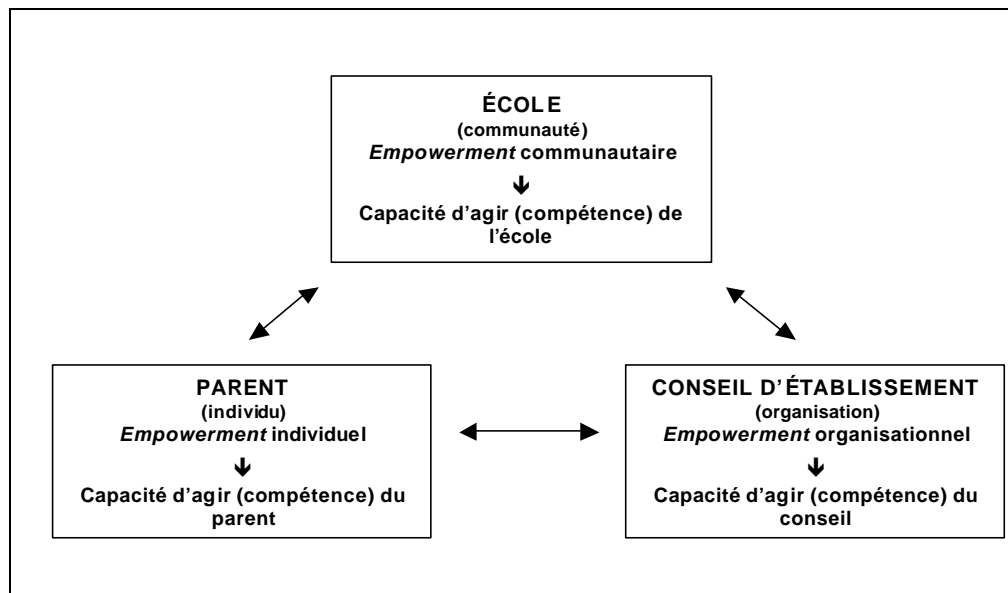 ÉCOLE
(communauté)
Empowerment communautaire
Capacité d'agir (compétence) de
l'école
PARENT
(individu)
Empowerment individuel
Capacité d'agir (compétence) du
parent
CONSEIL D'ÉTABLISSEMENT
(organisation)
Empowerment organisationnel
Capacité d'agir (compétence) du
conseil